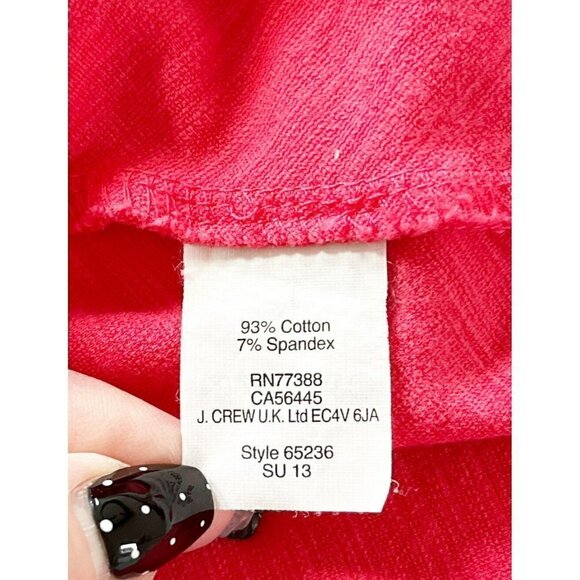 93% Cotton
7% Spandex
RN77388
CA56445
J. CREW U.K. Ltd EC4V 6JA
Style 65236
SU 13